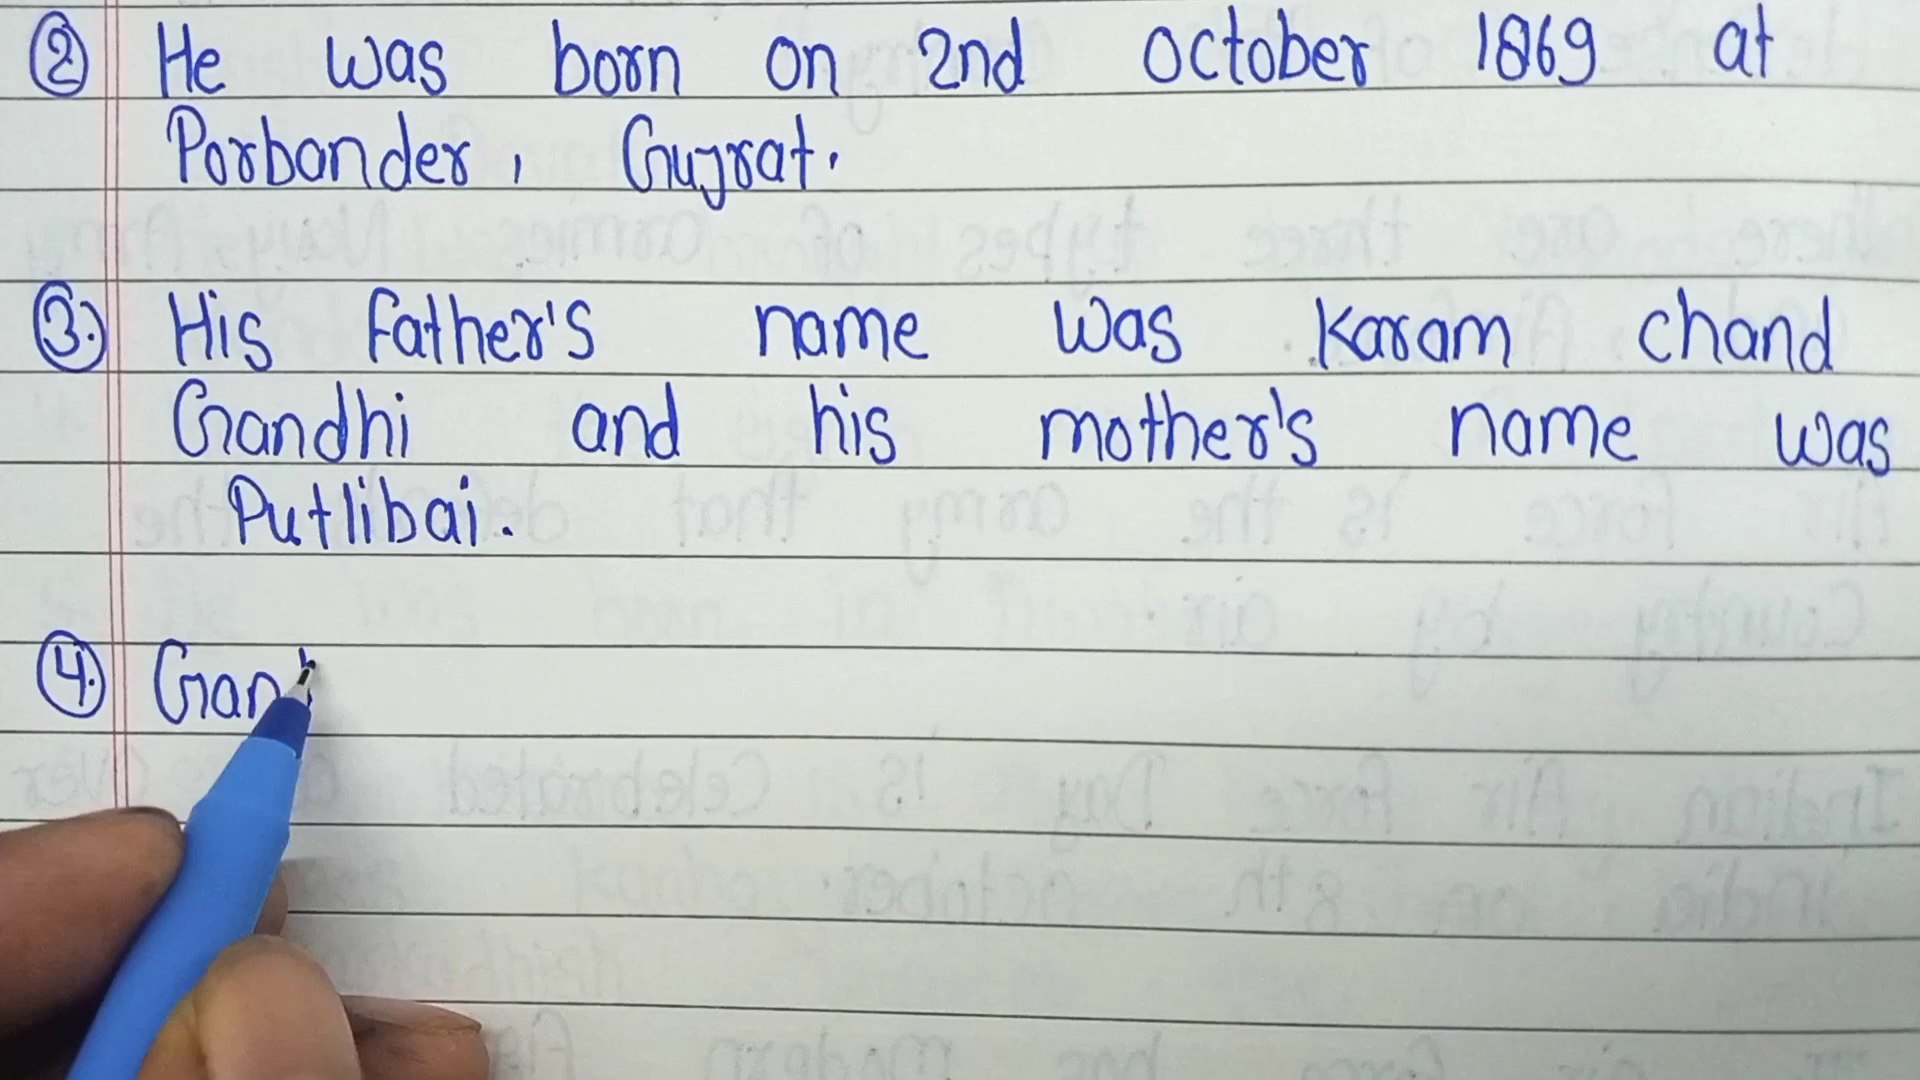 ② He was born on 2nd october 1869 at
Porbander, Gujrat.
③. His Father's name was Karam chand
Gandhi and his mother's name was
Putlibai.
④. Gan